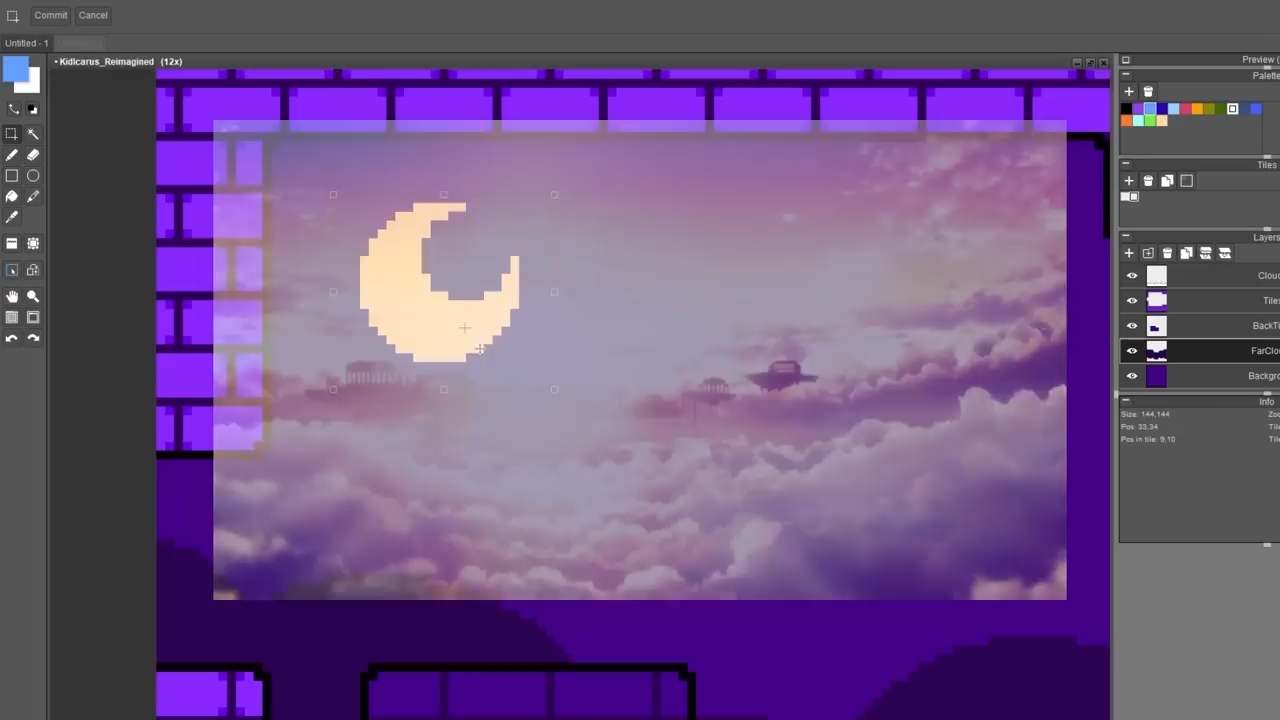 Commit Cancel
Untitled - 1
• KidIcarus_Reimagined (12x)
Preview (
Palette
Tiles
Layers
Cloud
Tiles
BackTi
FarClou
Backgro
Info
Size: 144,144 Zoo
Pos: 33,34 Tile
Pos in tile: 9,10 Tile